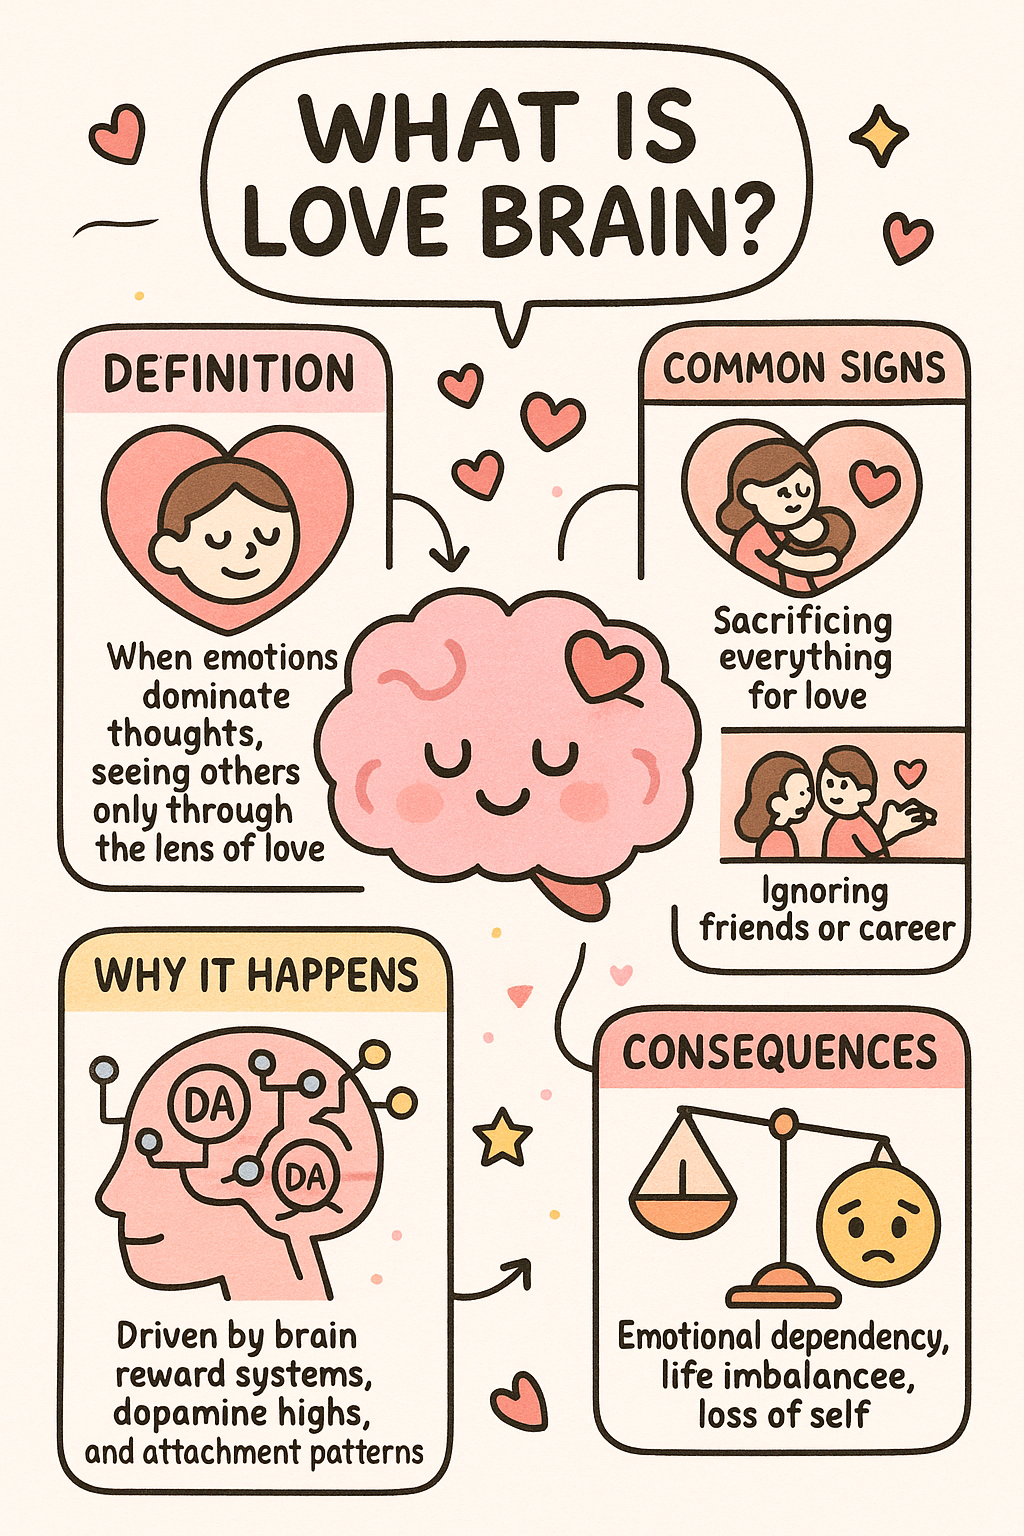 WHAT IS
LOVE BRAIN?
DEFINITION
When emotions
dominate
thoughts,
seeing others
only through
the lens of love
COMMON SIGNS
Sacrificing
everything
for love
Ignoring
friends or career
WHY IT HAPPENS
DA
DA
Driven by brain
reward systems,
dopamine highs,
and attachment patterns
CONSEQUENCES
Emotional dependency,
life imbalancee,
loss of self